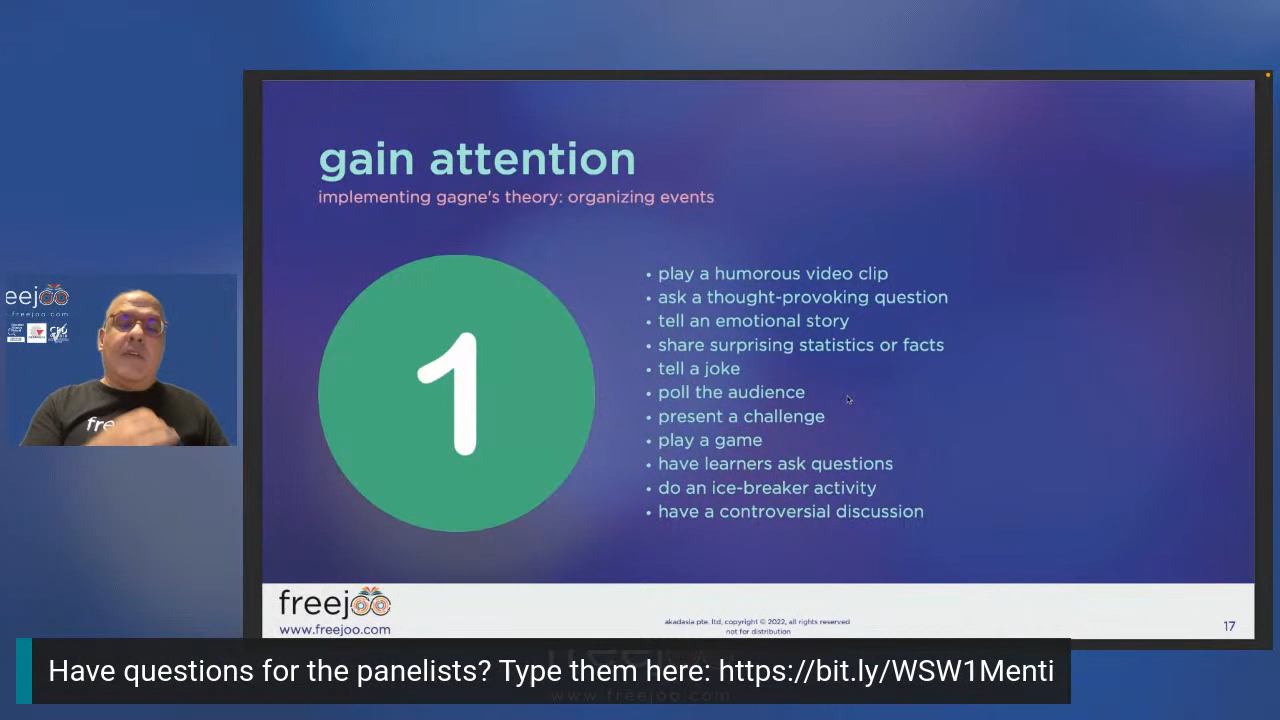 gain attention
implementing gagne's theory: organizing events
1
• play a humorous video clip
• ask a thought-provoking question
• tell an emotional story
• share surprising statistics or facts
• tell a joke
• poll the audience
• present a challenge
• play a game
• have learners ask questions
• do an ice-breaker activity
• have a controversial discussion
eejoo
freejoo.com
free
freejoo
www.freejoo.com
akadasia pte. ltd, copyright © 2022, all rights reserved
not for distribution
17
Have questions for the panelists? Type them here: https://bit.ly/WSW1Menti
www.freejoo.com